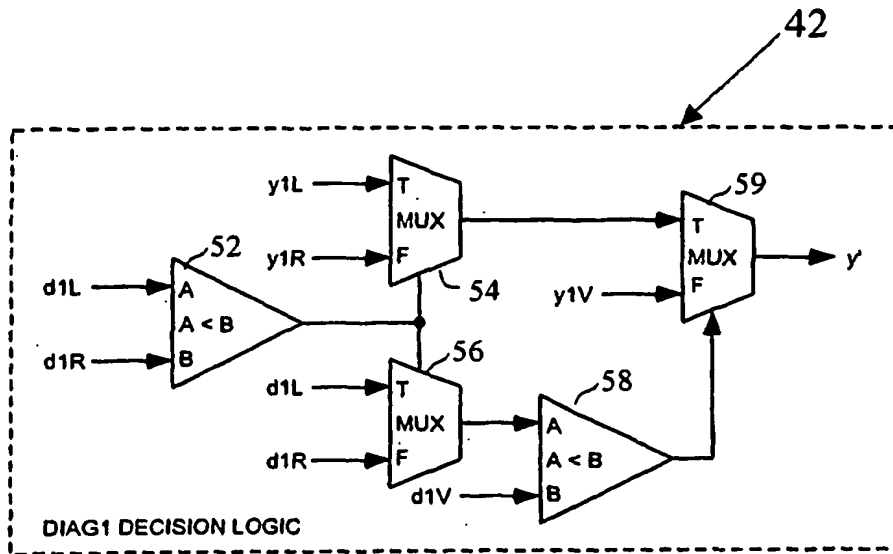 42
y1L
T
MUX
y1R
F
54
52
d1L
A
A < B
d1R
B
59
T
MUX
y1V
F
y'
56
d1L
T
MUX
d1R
F
58
A
A < B
d1V
B
DIAG1 DECISION LOGIC